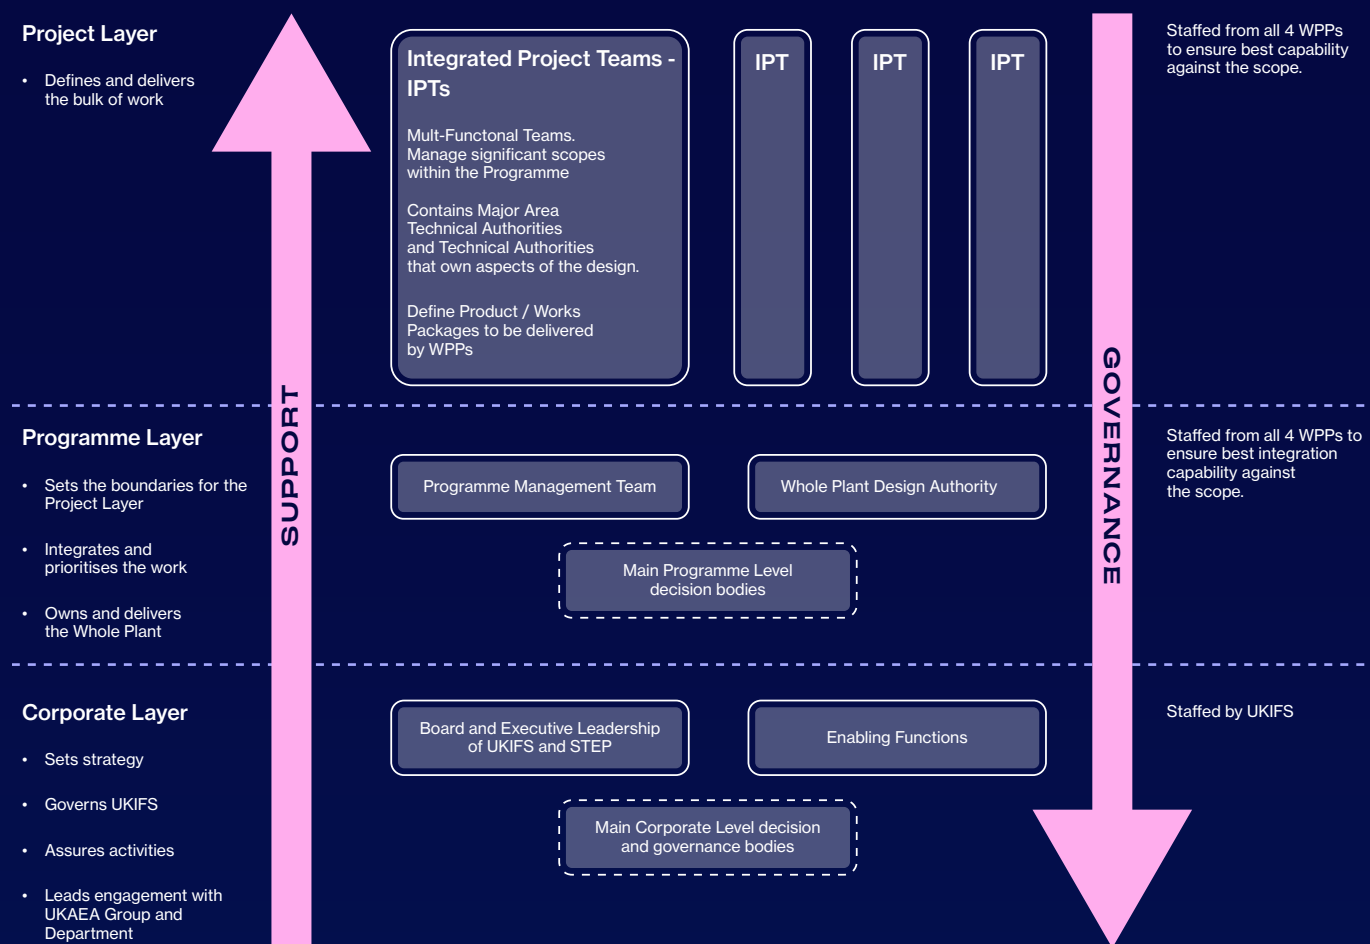 Project Layer
• Defines and delivers
the bulk of work
SUPPORT
Integrated Project Teams -
IPTs
Mult-Functonal Teams.
Manage significant scopes
within the Programme
Contains Major Area
Technical Authorities
and Technical Authorities
that own aspects of the design.
Define Product / Works
Packages to be delivered
by WPPs
IPT
IPT
IPT
GOVERNANCE
Staffed from all 4 WPPs
to ensure best capability
against the scope.
Programme Layer
• Sets the boundaries for the
Project Layer
• Integrates and
prioritises the work
• Owns and delivers
the Whole Plant
Programme Management Team
Whole Plant Design Authority
Main Programme Level
decision bodies
Staffed from all 4 WPPs to
ensure best integration
capability against
the scope.
Corporate Layer
• Sets strategy
• Governs UKIFS
• Assures activities
• Leads engagement with
UKAEA Group and
Department
Board and Executive Leadership
of UKIFS and STEP
Enabling Functions
Main Corporate Level decision
and governance bodies
Staffed by UKIFS